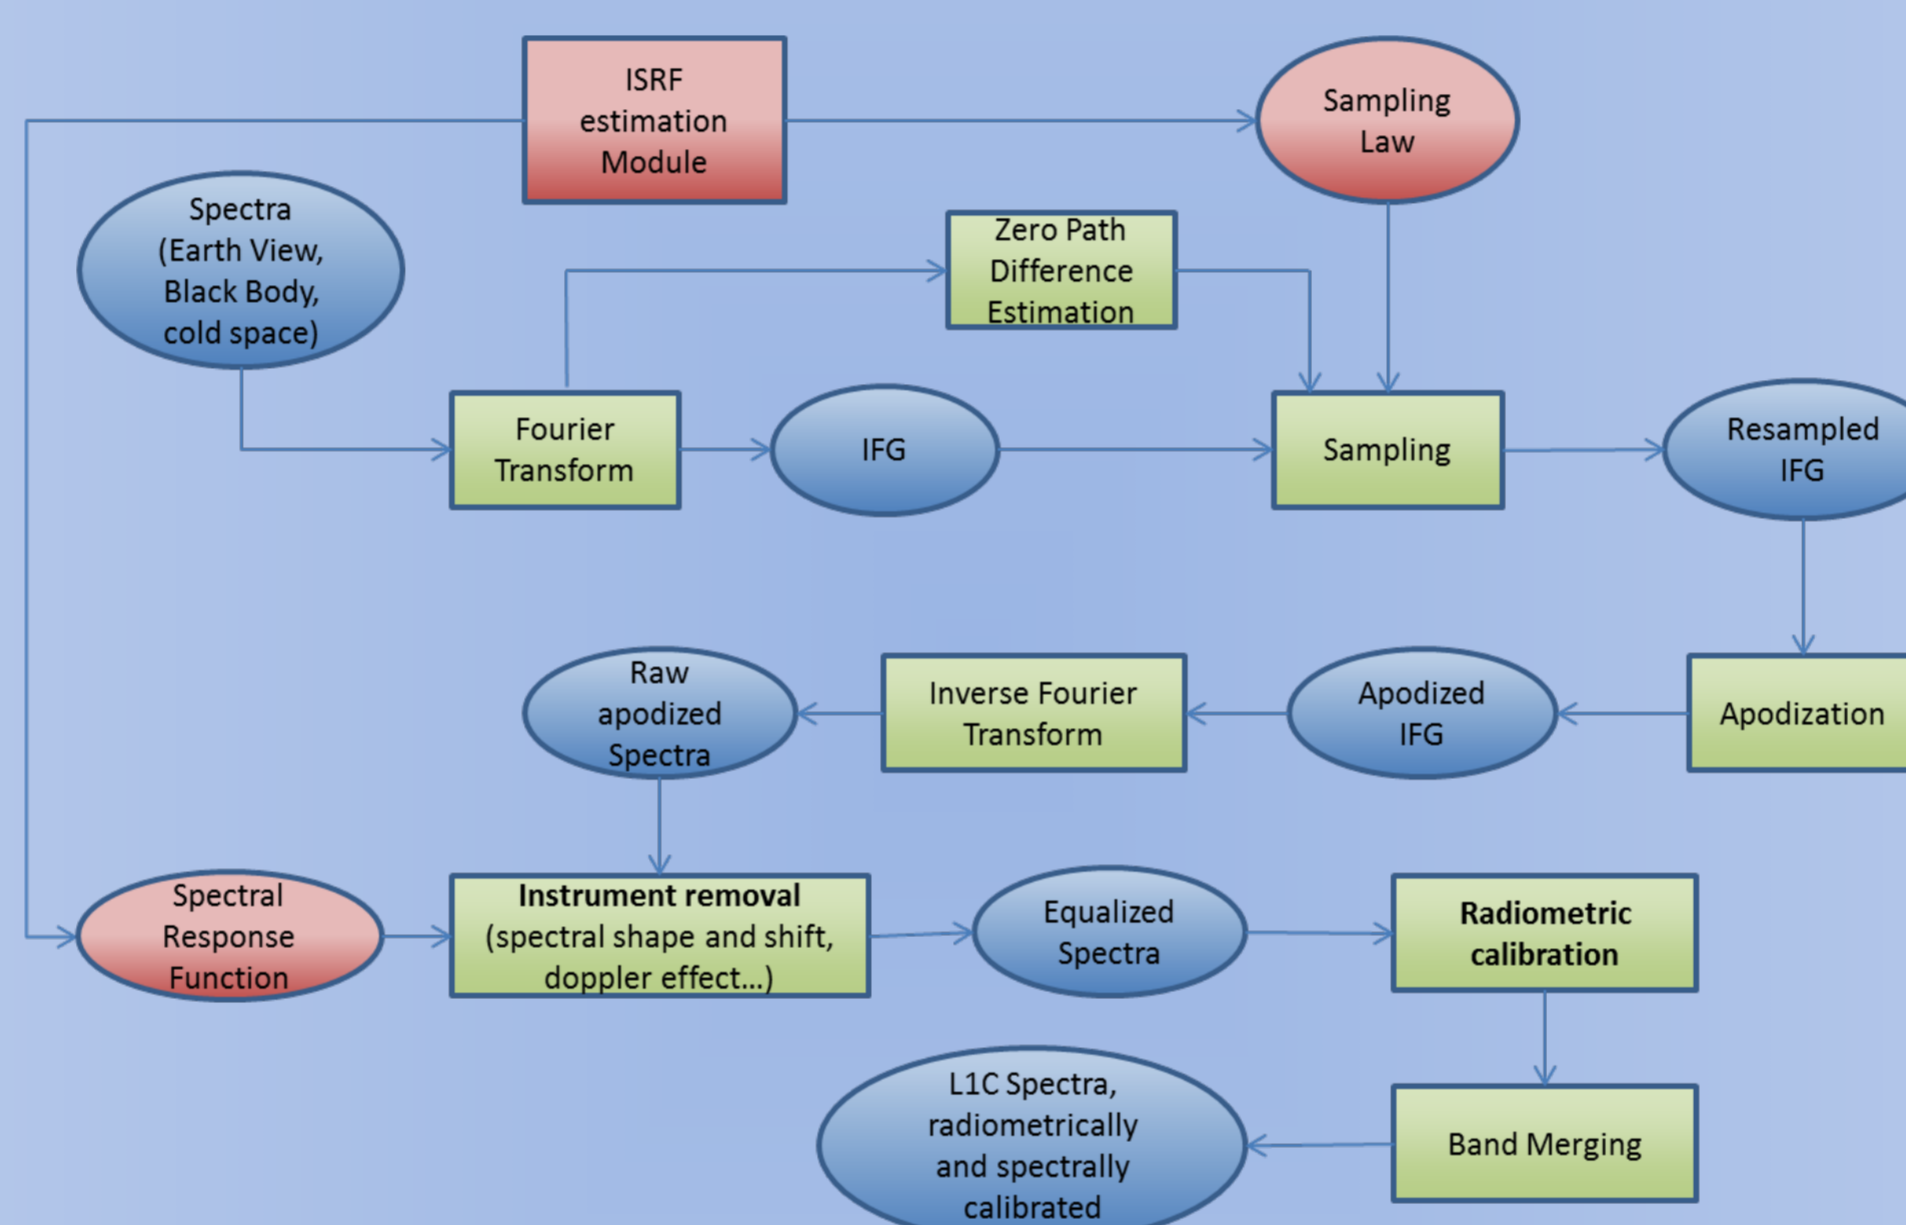 ISRF
estimation
Module
Sampling
Law
Spectra
(Earth View,
Black Body,
cold space)
Zero Path
Difference
Estimation
Fourier
Transform
IFG
Sampling
Resampled
IFG
Raw
apodized
Spectra
Inverse Fourier
Transform
Apodized
IFG
Apodization
Spectral
Response
Function
Instrument removal
(spectral shape and shift,
doppler effect...)
Equalized
Spectra
Radiometric
calibration
L1C Spectra,
radiometrically
and spectrally
calibrated
Band Merging